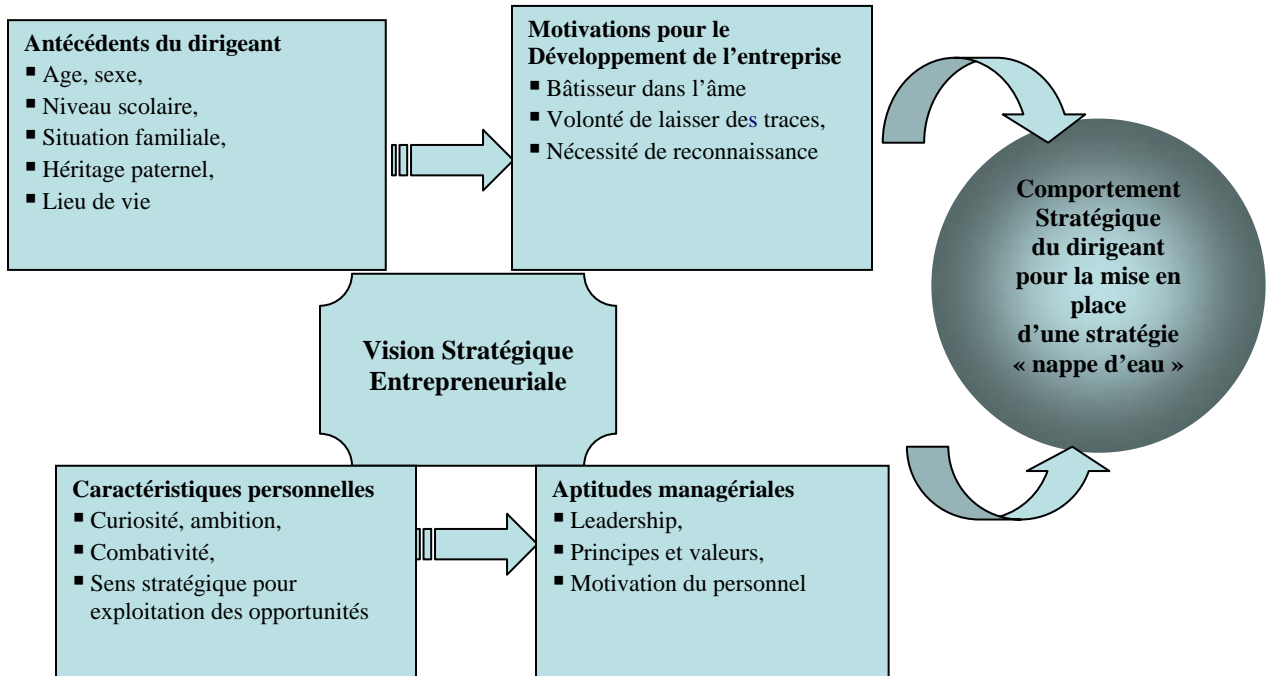 Antécédents du dirigeant
▪ Age, sexe,
▪ Niveau scolaire,
▪ Situation familiale,
▪ Héritage paternel,
▪ Lieu de vie
Motivations pour le
Développement de l’entreprise
▪ Bâtisseur dans l’âme
▪ Volonté de laisser des traces,
▪ Nécessité de reconnaissance
Comportement
Stratégique
du dirigeant
pour la mise en
place
d’une stratégie
« nappe d’eau »
Vision Stratégique
Entrepreneuriale
Caractéristiques personnelles
▪ Curiosité, ambition,
▪ Combativité,
▪ Sens stratégique pour
exploitation des opportunités
Aptitudes managériales
▪ Leadership,
▪ Principes et valeurs,
▪ Motivation du personnel